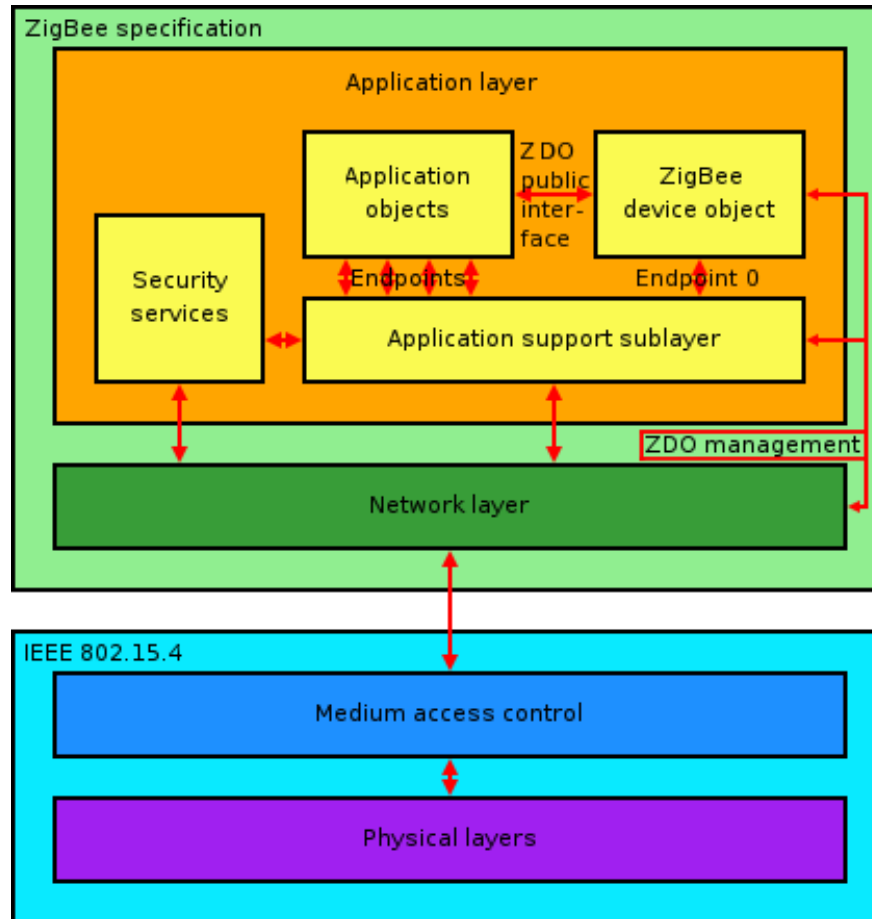 ZigBee specification
Application layer
Application
objects
ZDO
public
inter-
face
ZigBee
device object
Security
services
Endpoints
Endpoint 0
Application support sublayer
ZDO management
Network layer
IEEE 802.15.4
Medium access control
Physical layers